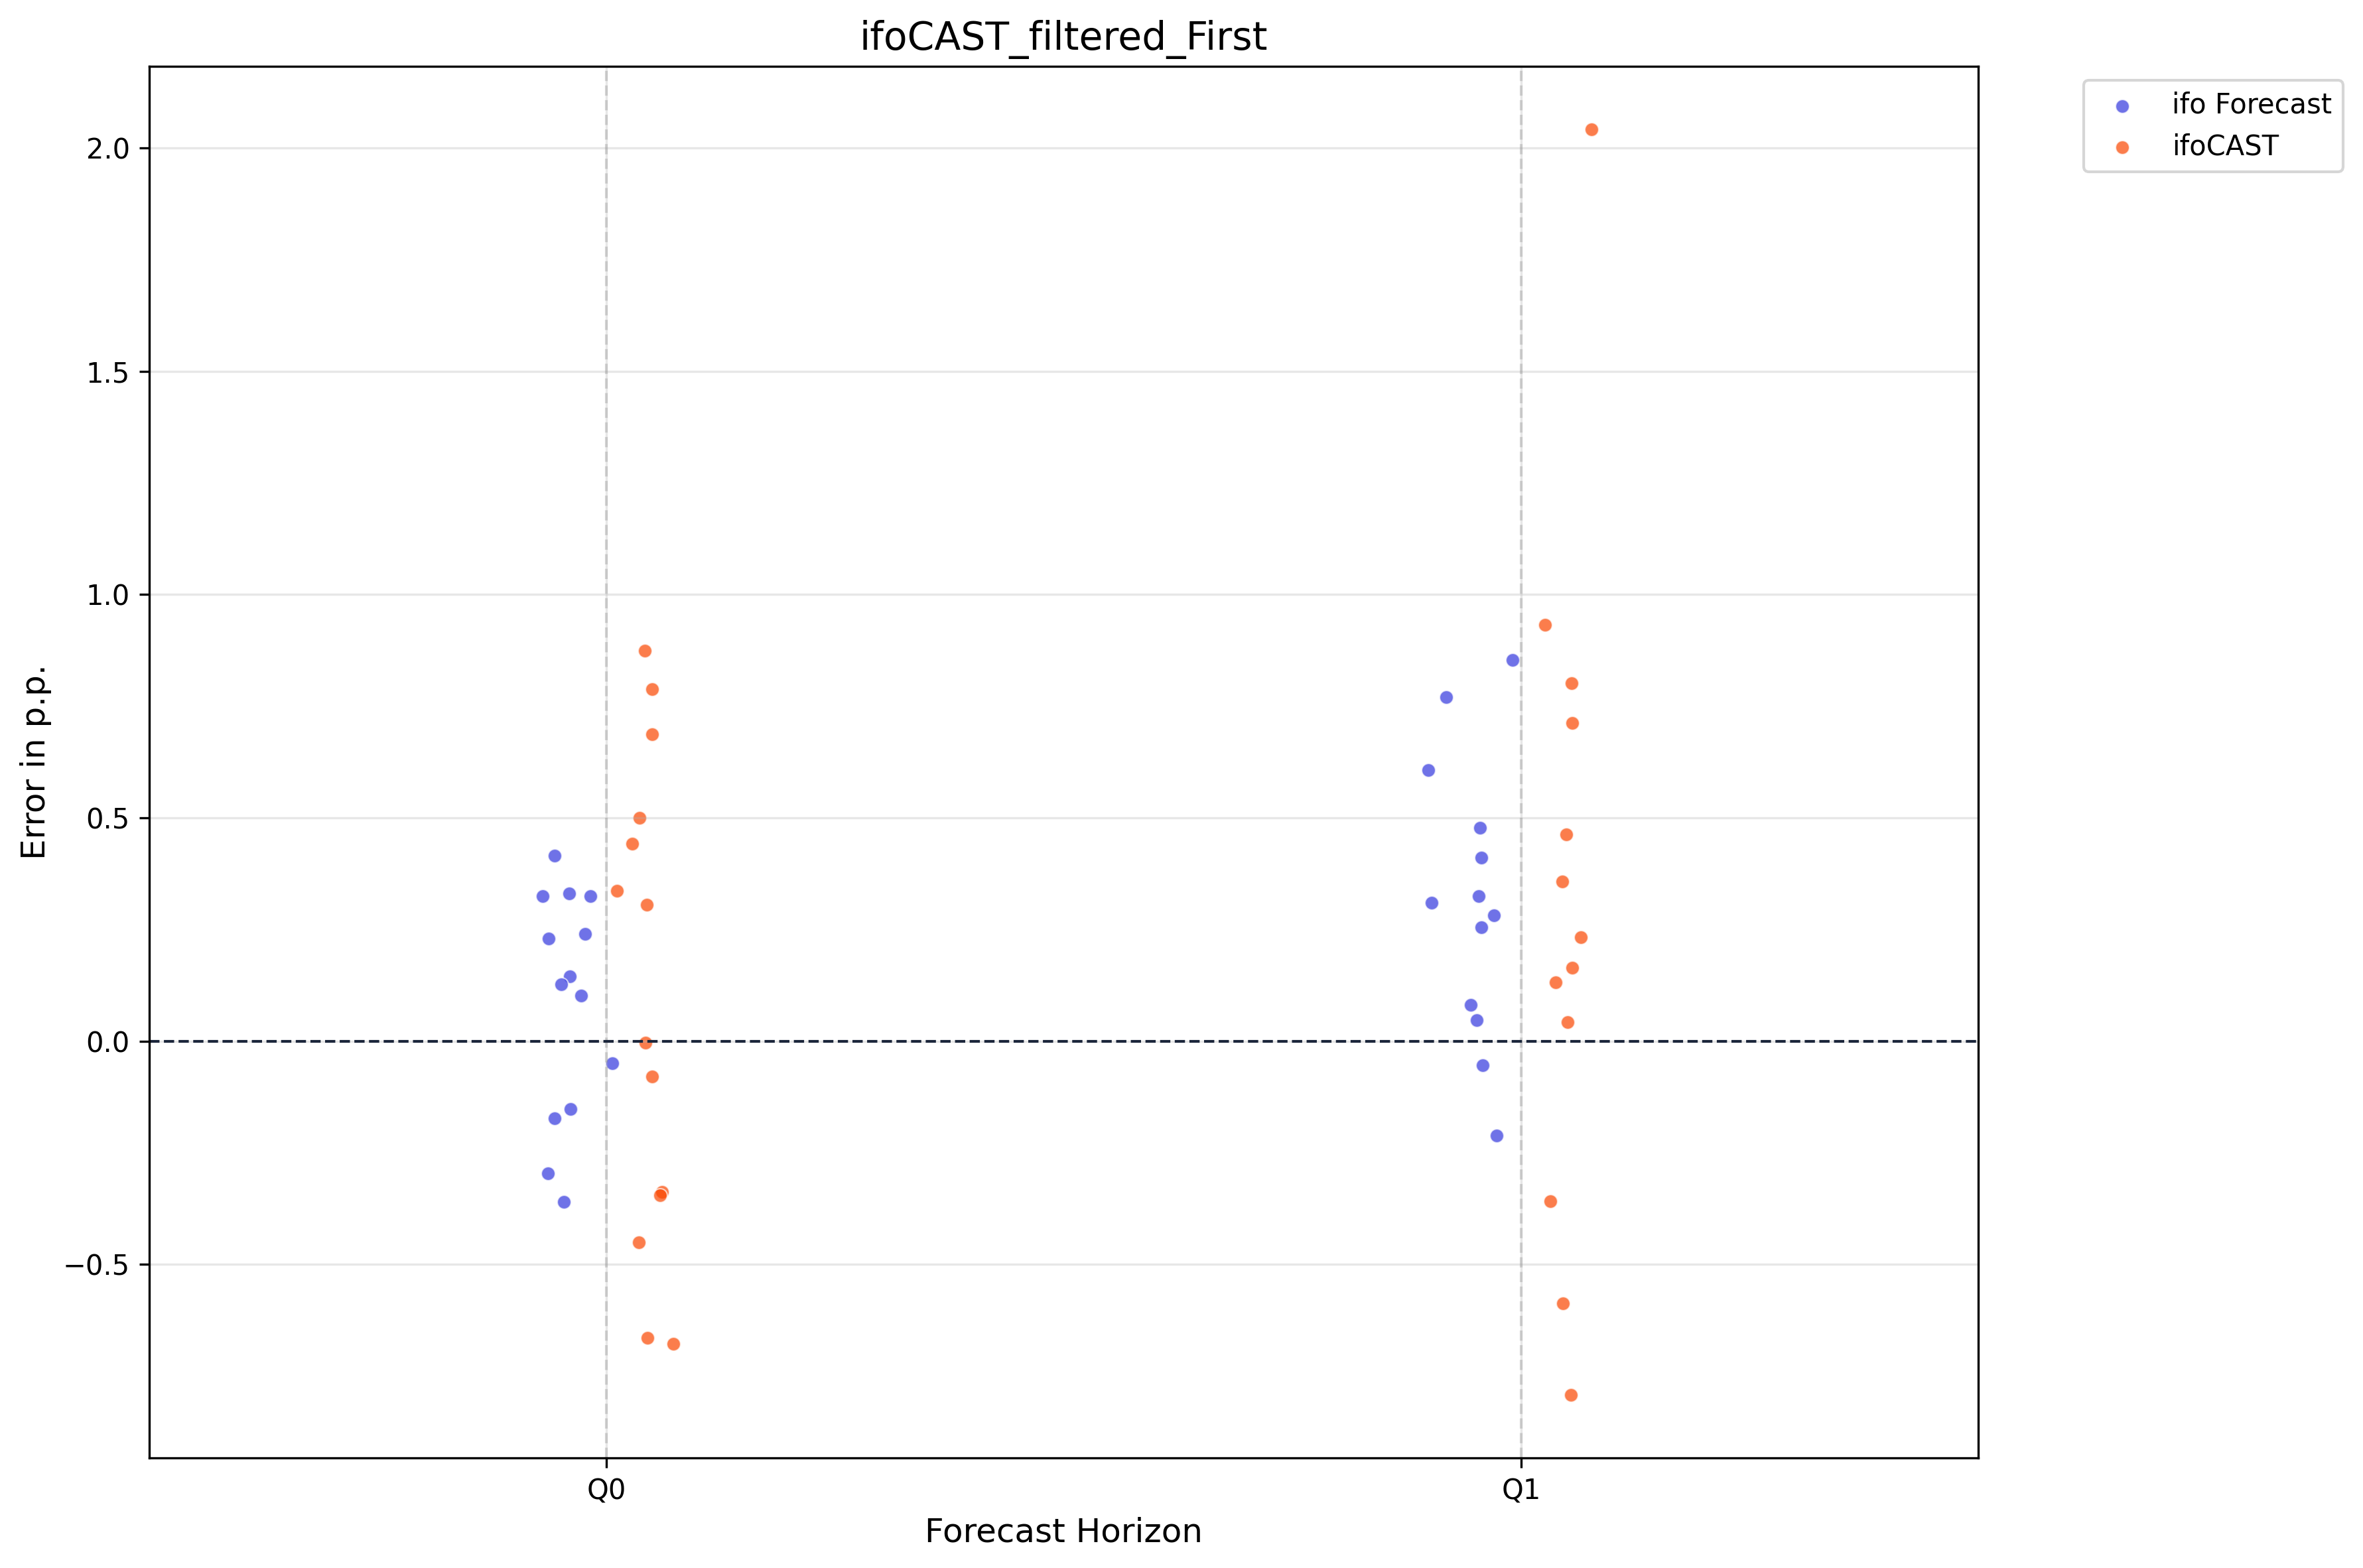 ifoCAST_filtered_First
ifo Forecast
ifoCAST
2.0
1.5
1.0
0.5
0.0
−0.5
Error in p.p.
Q0
Q1
Forecast Horizon